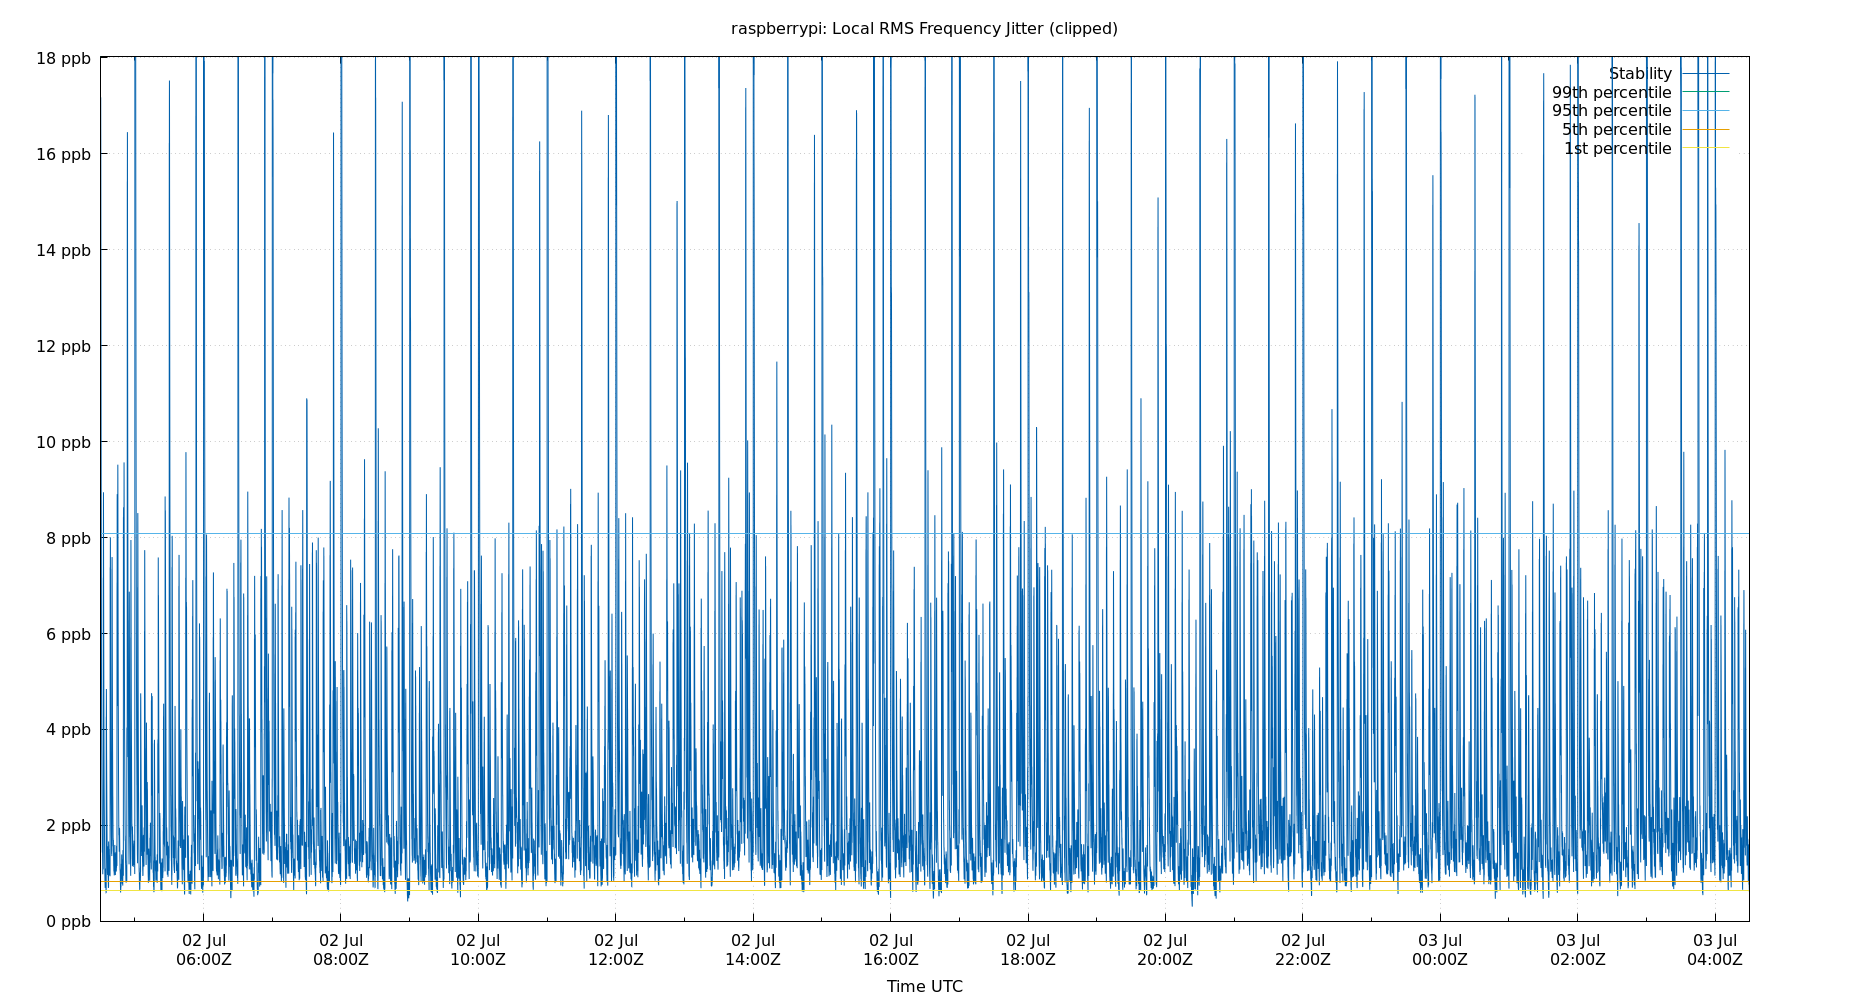 raspberrypi: Local RMS Frequency Jitter (clipped)
18 ppb
16 ppb
14 ppb
12 ppb
10 ppb
8 ppb
6 ppb
4 ppb
2 ppb
0 ppb
Stability
99th percentile
95th percentile
5th percentile
1st percentile
02 Jul 02 Jul 02 Jul 02 Jul 02 Jul 02 Jul 02 Jul 02 Jul 02 Jul 03 Jul 03 Jul 03 Jul
06:00Z 08:00Z 10:00Z 12:00Z 14:00Z 16:00Z 18:00Z 20:00Z 22:00Z 00:00Z 02:00Z 04:00Z
Time UTC